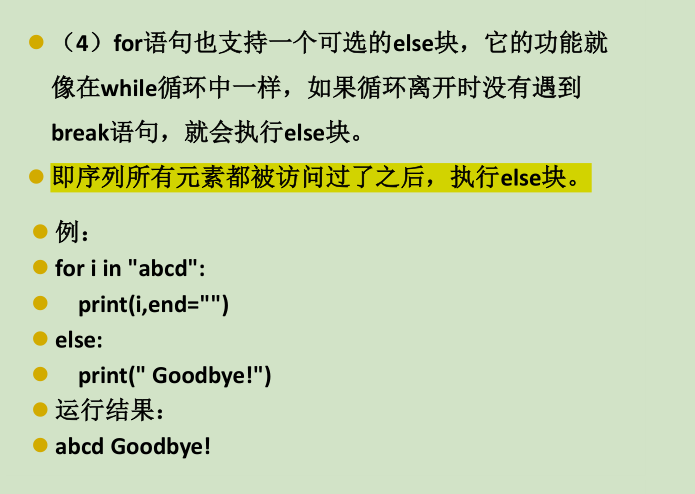 （4）for语句也支持一个可选的else块，它的功能就
像在while循环中一样，如果循环离开时没有遇到
break语句，就会执行else块。
即序列所有元素都被访问过了之后，执行else块。
例：
for i in "abcd":
    print(i,end="")
else:
    print(" Goodbye!")
运行结果：
abcd Goodbye!